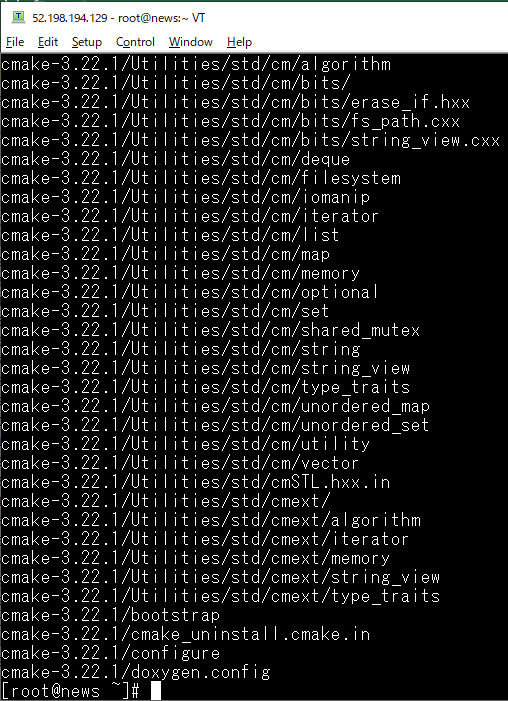 52.198.194.129 - root@news:~ VT
File Edit Setup Control Window Help
cmake-3.22.1/Utilities/std/cm/algorithm
cmake-3.22.1/Utilities/std/cm/bits/
cmake-3.22.1/Utilities/std/cm/bits/erase_if.hxx
cmake-3.22.1/Utilities/std/cm/bits/fs_path.cxx
cmake-3.22.1/Utilities/std/cm/bits/string_view.cxx
cmake-3.22.1/Utilities/std/cm/deque
cmake-3.22.1/Utilities/std/cm/filesystem
cmake-3.22.1/Utilities/std/cm/iomanip
cmake-3.22.1/Utilities/std/cm/iterator
cmake-3.22.1/Utilities/std/cm/list
cmake-3.22.1/Utilities/std/cm/map
cmake-3.22.1/Utilities/std/cm/memory
cmake-3.22.1/Utilities/std/cm/optional
cmake-3.22.1/Utilities/std/cm/set
cmake-3.22.1/Utilities/std/cm/shared_mutex
cmake-3.22.1/Utilities/std/cm/string
cmake-3.22.1/Utilities/std/cm/string_view
cmake-3.22.1/Utilities/std/cm/type_traits
cmake-3.22.1/Utilities/std/cm/unordered_map
cmake-3.22.1/Utilities/std/cm/unordered_set
cmake-3.22.1/Utilities/std/cm/utility
cmake-3.22.1/Utilities/std/cm/vector
cmake-3.22.1/Utilities/std/cmSTL.hxx.in
cmake-3.22.1/Utilities/std/cmext/
cmake-3.22.1/Utilities/std/cmext/algorithm
cmake-3.22.1/Utilities/std/cmext/iterator
cmake-3.22.1/Utilities/std/cmext/memory
cmake-3.22.1/Utilities/std/cmext/string_view
cmake-3.22.1/Utilities/std/cmext/type_traits
cmake-3.22.1/bootstrap
cmake-3.22.1/cmake_uninstall.cmake.in
cmake-3.22.1/configure
cmake-3.22.1/doxygen.config
[root@news ~]#